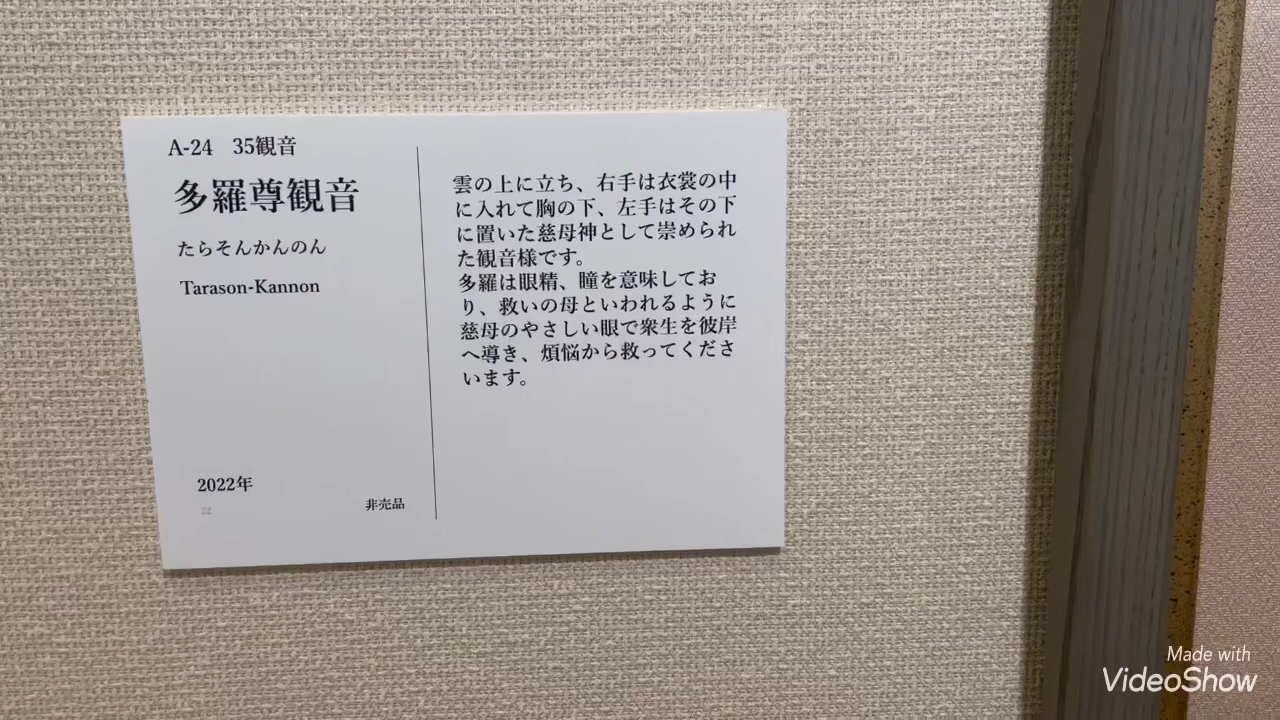 A-24 35観音
多羅尊観音
たらそんかんのん
Tarason-Kannon
2022年
22
非売品
雲の上に立ち、右手は衣裳の中
に入れて胸の下、左手はその下
に置いた慈母神として崇められ
た観音様です。
多羅は眼精、瞳を意味してお
り、救いの母といわれるように
慈母のやさしい眼で衆生を彼岸
へ導き、煩悩から救ってくださ
います。
Made with
VideoShow